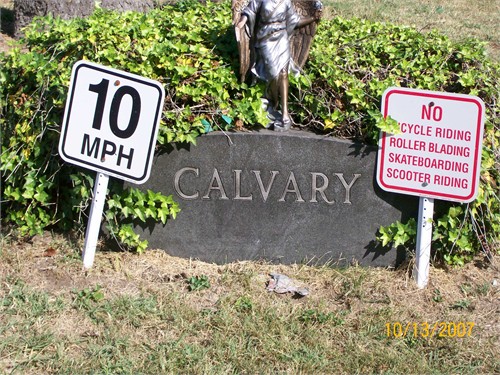 10
MPH
CALVARY
NO
CYCLE RIDING
ROLLER BLADING
SKATEBOARDING
SCOOTER RIDING
10/13/2007